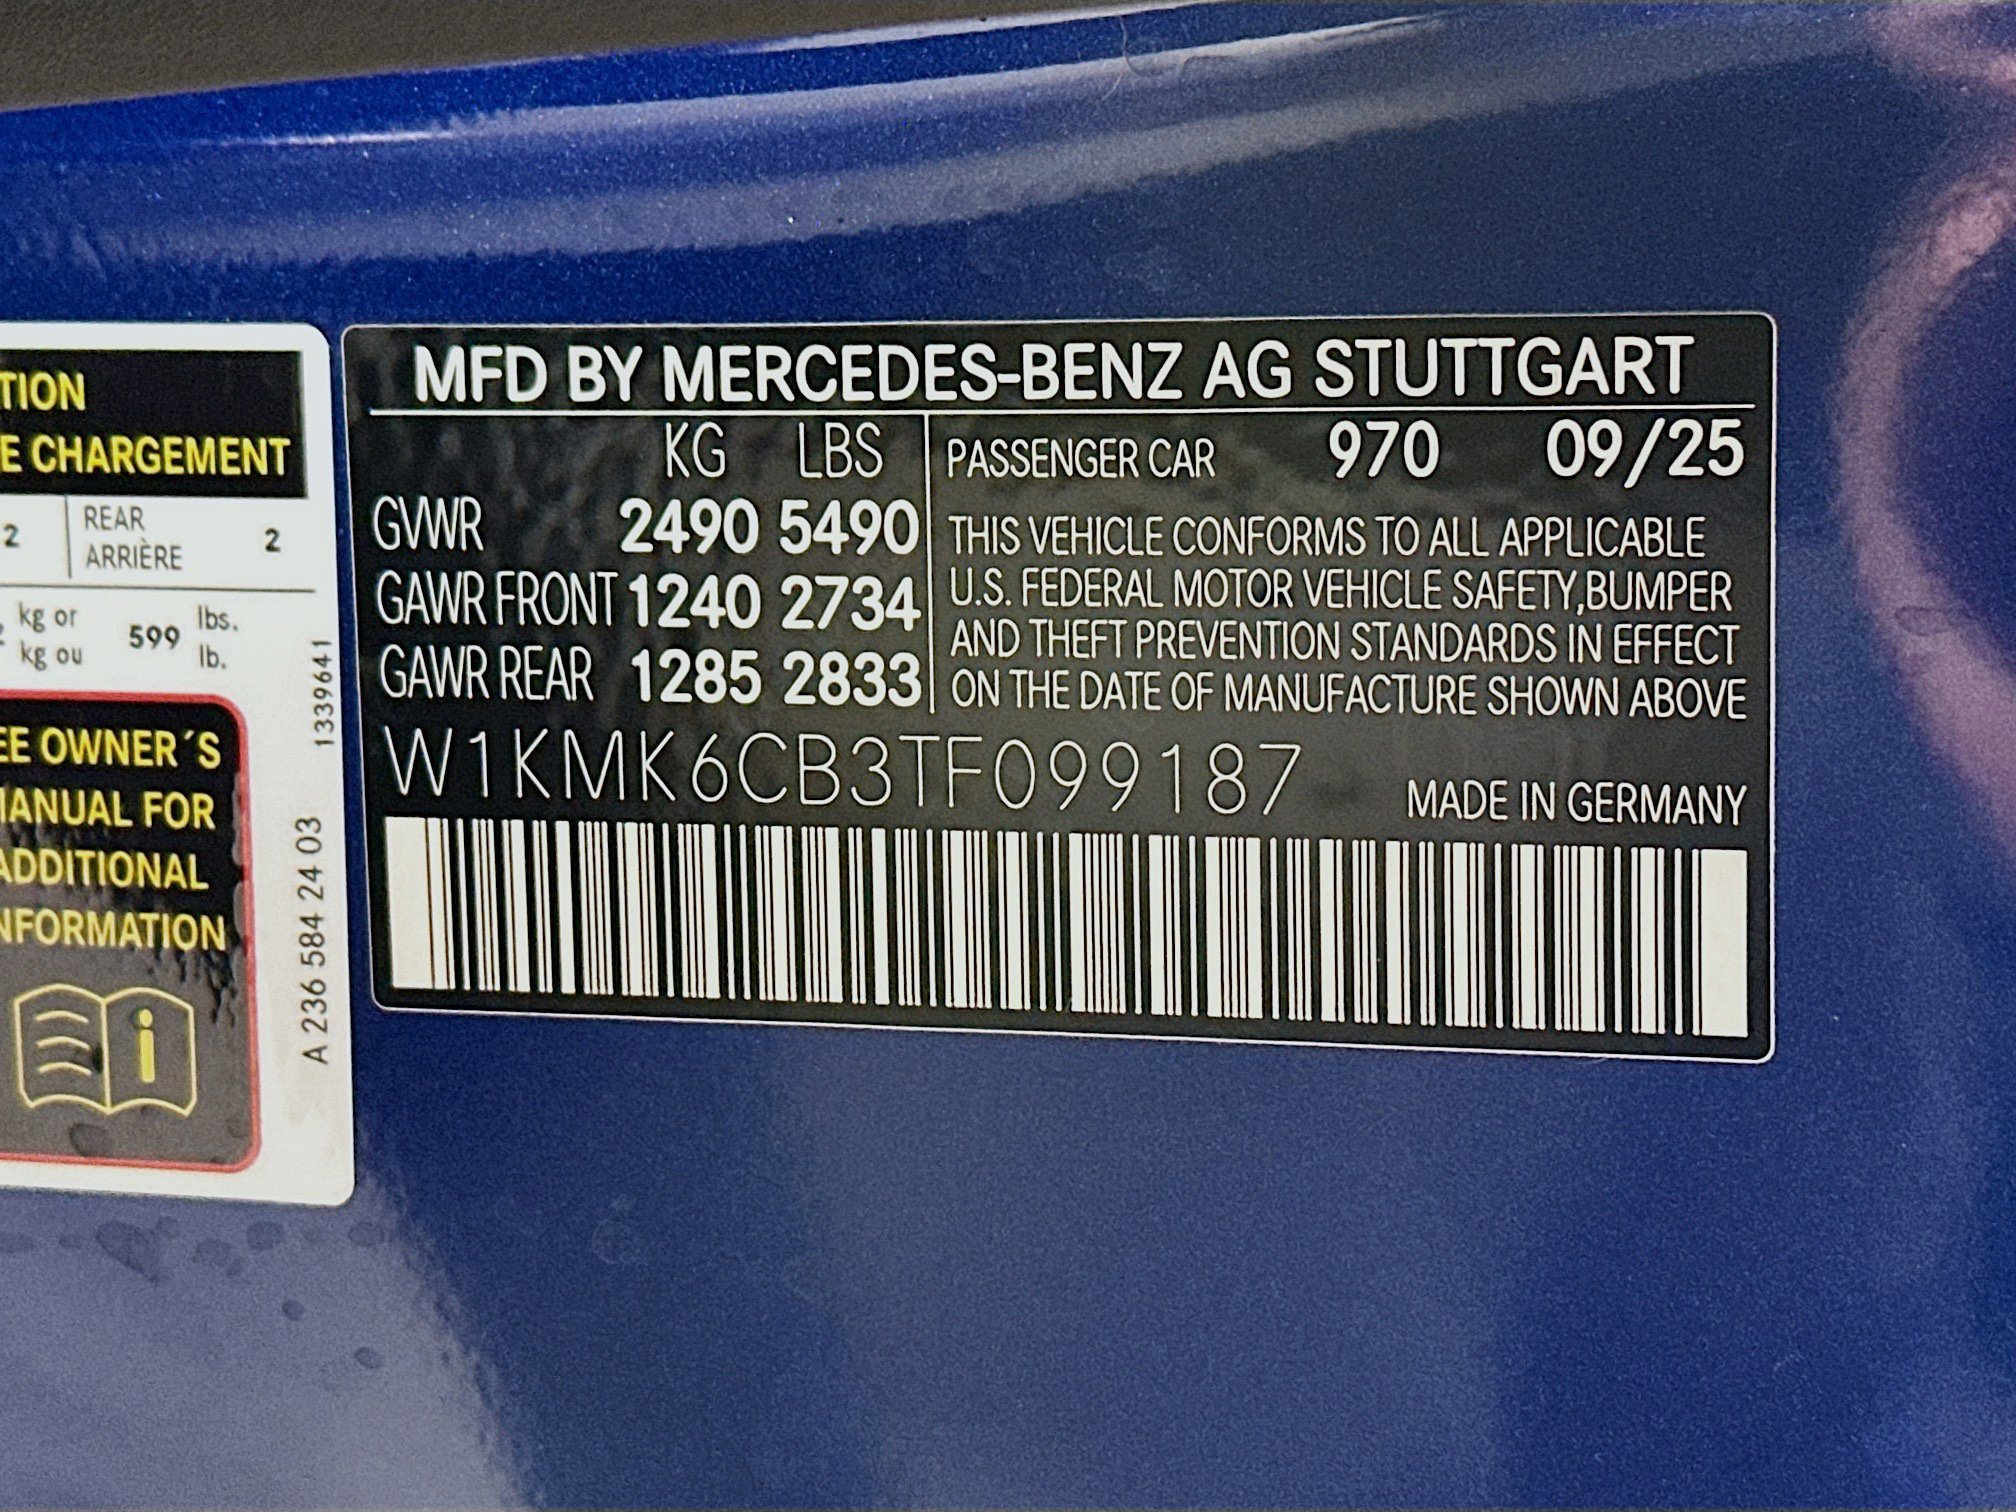 TION
E CHARGEMENT
2 REAR ARRIÈRE 2
kg or kg ou 599 lbs. lb.
EE OWNER´S
MANUAL FOR
ADDITIONAL
NFORMATION
i
1339641
A 236 584 24 03
MFD BY MERCEDES-BENZ AG STUTTGART
KG LBS
GVWR 2490 5490
GAWR FRONT 1240 2734
GAWR REAR 1285 2833
PASSENGER CAR 970 09/25
THIS VEHICLE CONFORMS TO ALL APPLICABLE
U.S. FEDERAL MOTOR VEHICLE SAFETY,BUMPER
AND THEFT PREVENTION STANDARDS IN EFFECT
ON THE DATE OF MANUFACTURE SHOWN ABOVE
W1KMK6CB3TF099187
MADE IN GERMANY